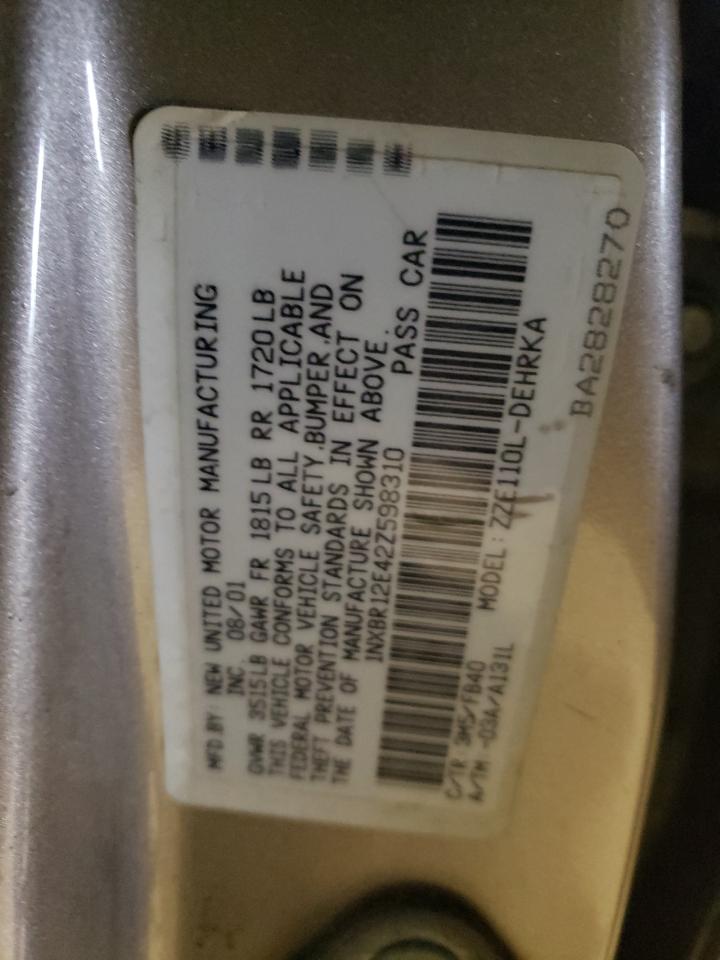 MFD.BY: NEW UNITED MOTOR MANUFACTURING
INC. 08/01
GVWR 3515LB GAWR FR 1815LB RR 1720LB
THIS VEHICLE CONFORMS TO ALL APPLICABLE
FEDERAL MOTOR VEHICLE SAFETY,BUMPER,AND
THEFT PREVENTION STANDARDS IN EFFECT ON
THE DATE OF MANUFACTURE SHOWN ABOVE.
1NXBR12E42Z598310 PASS CAR
C/TR 3M5/FB40 MODEL: ZZE110L-DEHRKA
A/TM -03A/A131L
BA2828270